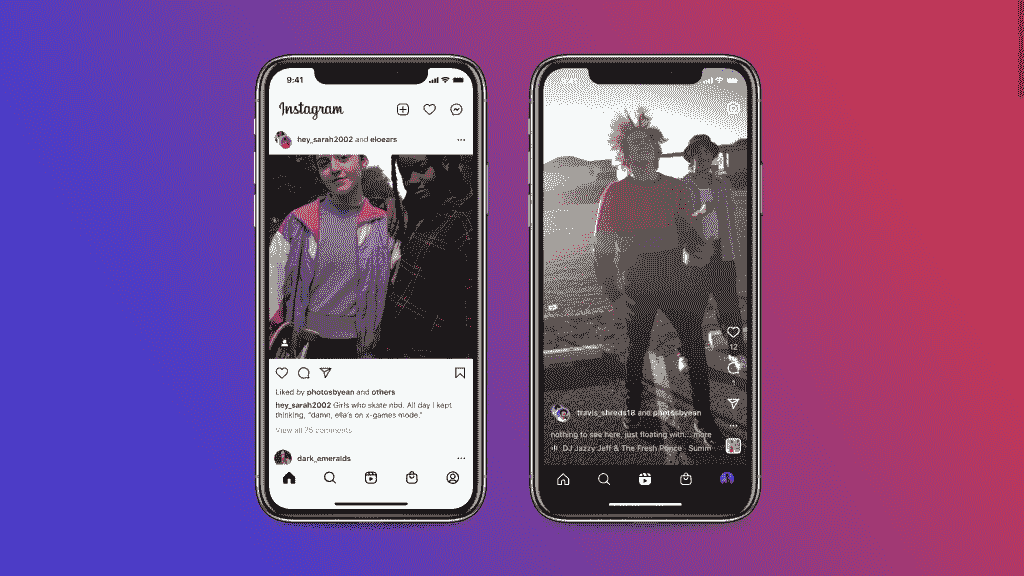 9:41
Instagram
hey_sarah2002 and eloears
Liked by photosbyean and others
hey_sarah2002 Girls who skate nbd. All day I kept
thinking, "damn, ella's on x-games mode."
View all 75 comments
dark_emeralds
12
travis_shreds18 and photosbyean
nothing to see here, just floating with... more
DJ Jazzy Jeff & The Fresh Prince · Summ